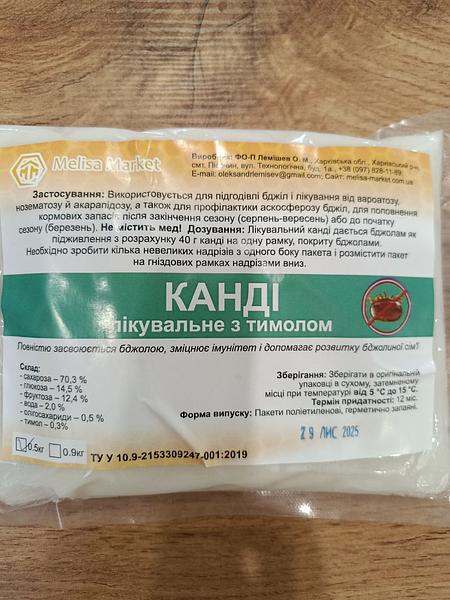 Melisa Market
Виробник: ФО-П Лемішев О. М., Харківська обл., Харківський р-н,
смт. Пісочин, вул. Технологічна, буд. 1а., +38 (097) 828-11-89,
E-mail: oleksandrlemisev@gmail.com; Сайт: melisa-market.com.ua
Застосування: Використовується для підгодівлі бджіл і лікування від вароатозу,
нозематозу й акарапідозу, а також для профілактики аскосферозу бджіл, для поповнення
кормових запасів після закінчення сезону (серпень-вересень) або до початку
сезону (березень). Не містить мед! Дозування: Лікувальний канді дається бджолам як
підживлення з розрахунку 40 г канді на одну рамку, покриту бджолами.
Необхідно зробити кілька невеликих надрізів з одного боку пакета і розмістити пакет
на гніздових рамках надрізами вниз.
КАНДІ
лікувальне з тимолом
Повністю засвоюється бджолою, зміцнює імунітет і допомагає розвитку бджолиної сім'ї
Склад:
- сахароза – 70,3 %
- глюкоза – 14,5 %
- фруктоза – 12,4 %
- вода – 2,0 %
- олігосахариди – 0,5 %
- тимол – 0,3%
Зберігання: Зберігати в оригінальній
упаковці в сухому, затемненому
місці при температурі від 5 °С до 15 °С.
Термін придатності: 12 міс.
Форма випуску: Пакети поліетиленові, герметично запаяні.
29 ЛИС 2025
0.5кг 0.9кг
ТУ У 10.9-2153309247-001:2019